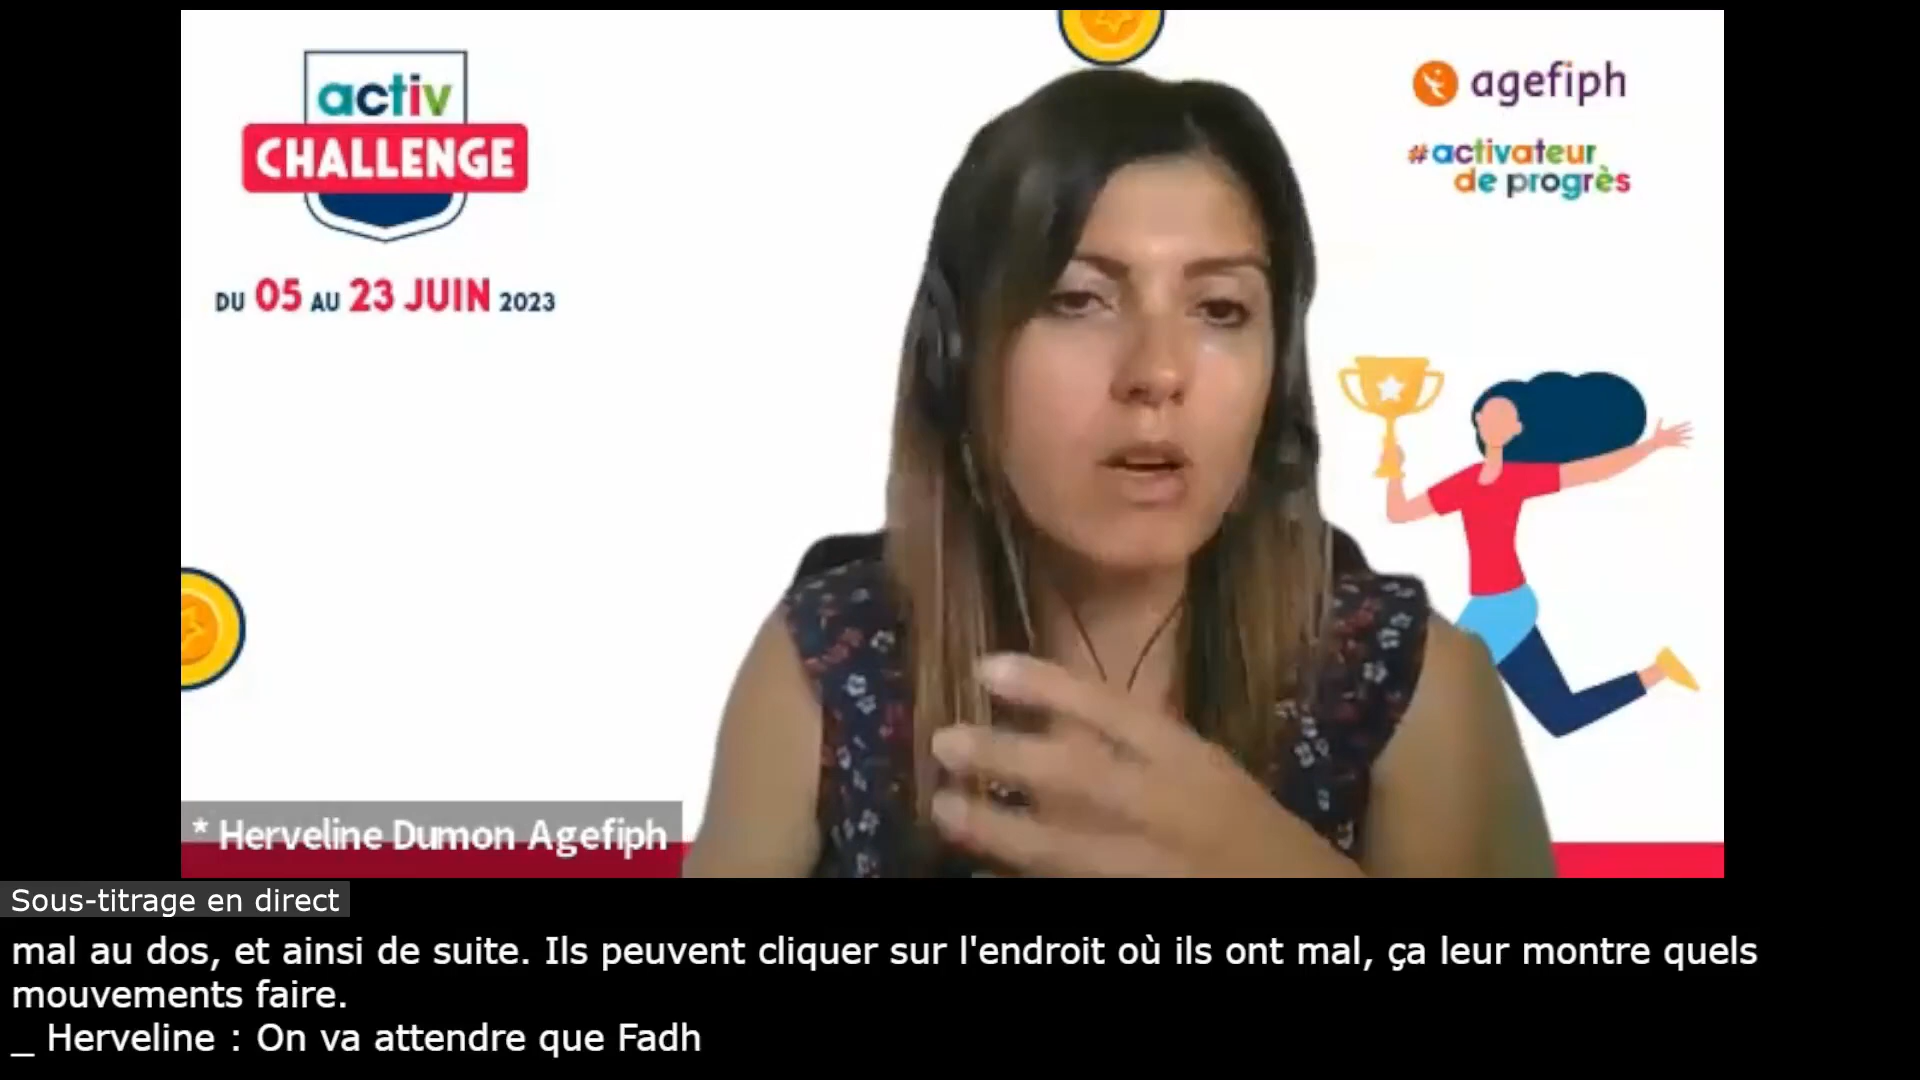 activ
CHALLENGE
DU 05 AU 23 JUIN 2023
agefiph
#activateur
de progrès
* Herveline Dumon Agefiph
Sous-titrage en direct
mal au dos, et ainsi de suite. Ils peuvent cliquer sur l'endroit où ils ont mal, ça leur montre quels
mouvements faire.
_ Herveline : On va attendre que Fadh